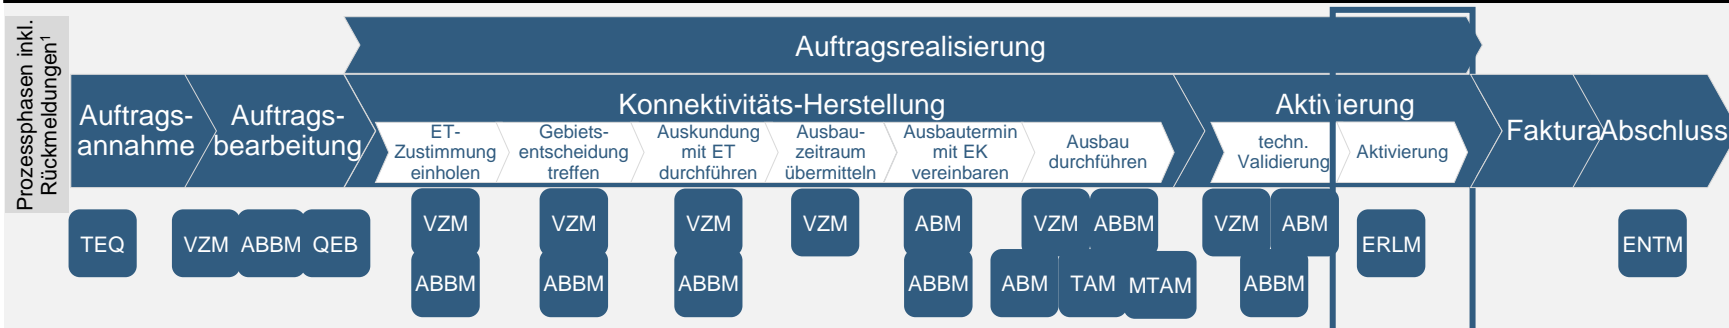 Prozessphasen inkl.
Rückmeldungen¹
Auftragsrealisierung
Auftrags-
annahme
Auftrags-
bearbeitung
Konnektivitäts-Herstellung
ET-
Zustimmung
einholen
Gebiets-
entscheidung
treffen
Auskundung
mit ET
durchführen
Ausbau-
zeitraum
übermitteln
Ausbautermin
mit EK
vereinbaren
Ausbau
durchführen
Aktivierung
techn.
Validierung
Aktivierung
Faktura
Abschluss
TEQ
VZM ABBM QEB
VZM
ABBM
VZM
ABBM
VZM
ABBM
VZM
ABM
ABBM
VZM ABBM
ABM TAM MTAM
VZM ABM
ABBM
ERLM
ENTM